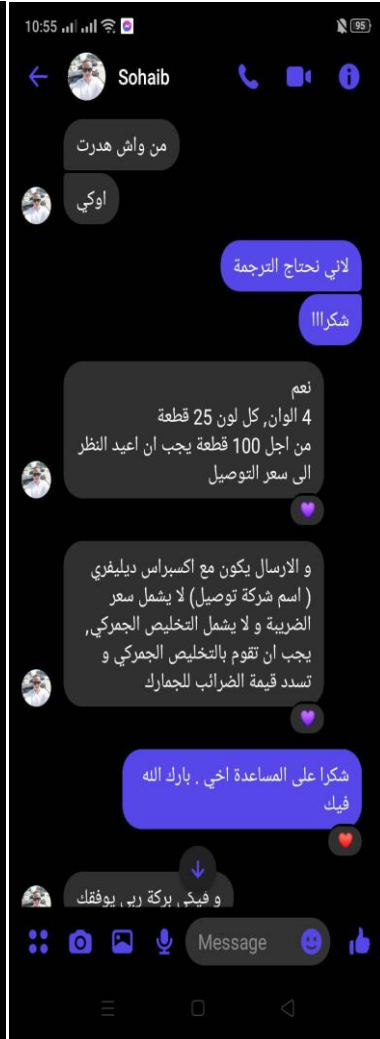 10:55
95
Sohaib
من واش هدرت
اوكي
لاني نحتاج الترجمة
شكرااا
نعم
4 الوان, كل لون 25 قطعة
من اجل 100 قطعة يجب ان اعيد النظر
الى سعر التوصيل
و الارسال يكون مع اكسبراس ديليفري
( اسم شركة توصيل) لا يشمل سعر
الضريبة و لا يشمل التخليص الجمركي,
يجب ان تقوم بالتخليص الجمركي و
تسدد قيمة الضرائب للجمارك
شكرا على المساعدة اخي . بارك الله
فيك
و فيكي بركة ربي يوفقك
Message